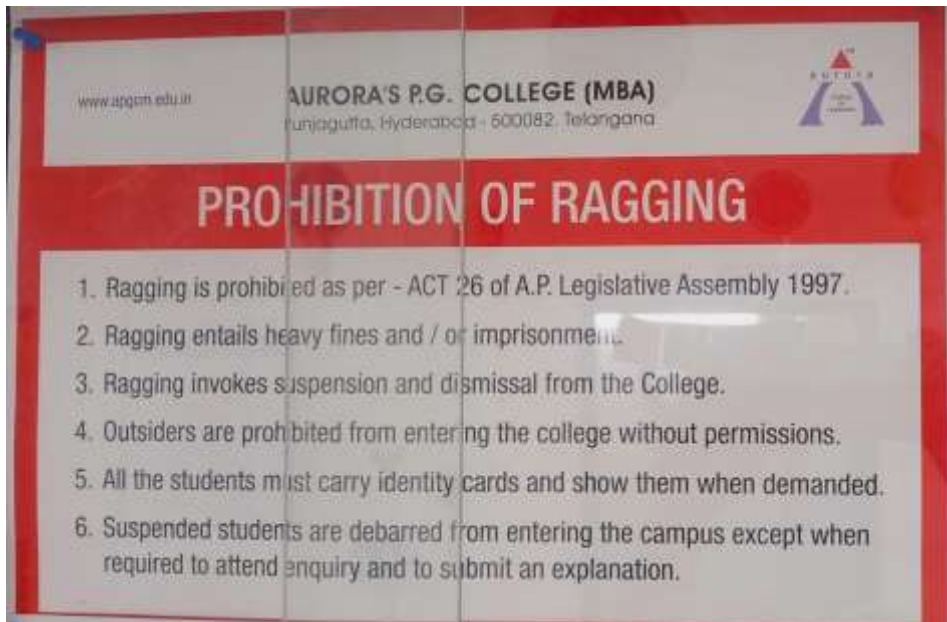 www.apgcm.edu.in
AURORA'S P.G. COLLEGE (MBA)
Punjagutta, Hyderabad - 500082. Telangana
AURORA
PROHIBITION OF RAGGING
1. Ragging is prohibited as per - ACT 26 of A.P. Legislative Assembly 1997.
2. Ragging entails heavy fines and / or imprisonment.
3. Ragging invokes suspension and dismissal from the College.
4. Outsiders are prohibited from entering the college without permissions.
5. All the students must carry identity cards and show them when demanded.
6. Suspended students are debarred from entering the campus except when
required to attend enquiry and to submit an explanation.